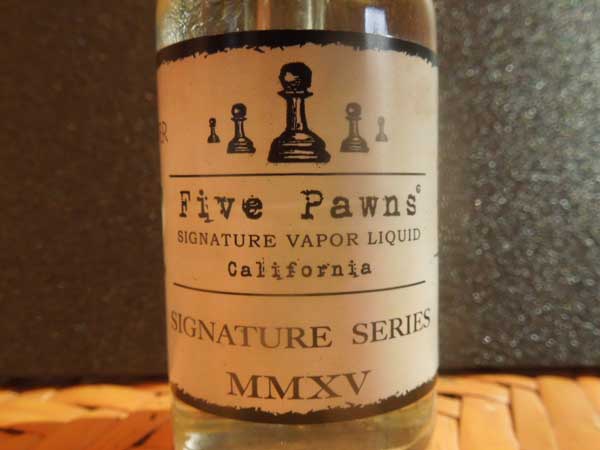 Five Pawns©
SIGNATURE VAPOR LIQUID
California
SIGNATURE SERIES
MMXV